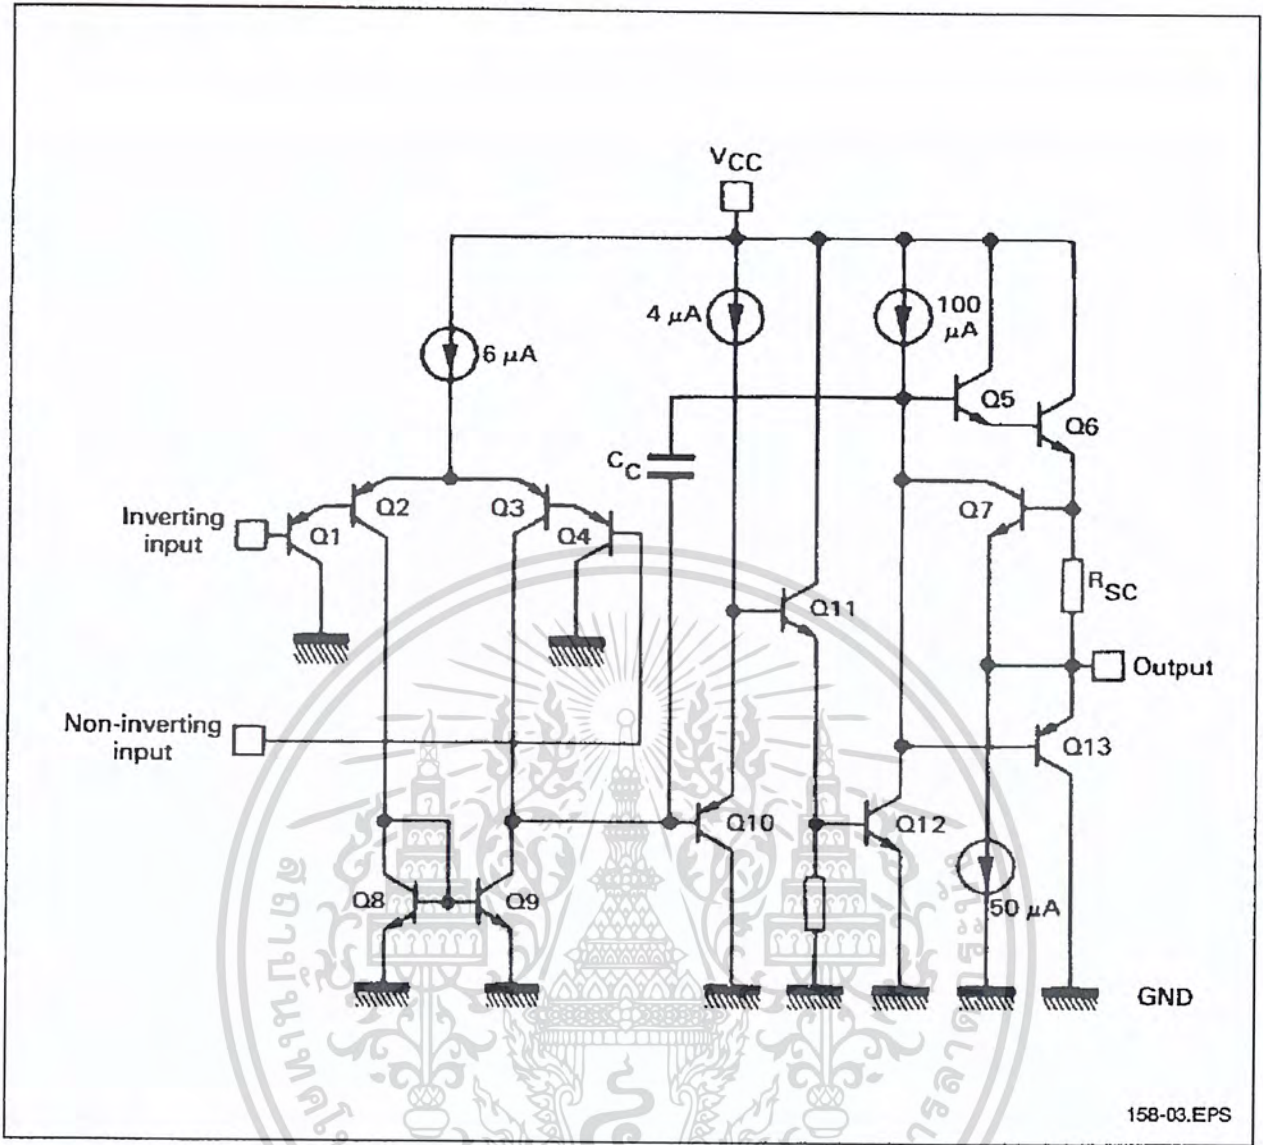 VCC
6 µA
4 µA
100
µA
Q5
Q6
CC
Q2
Q3
Q7
Inverting
input
Q1
Q4
RSC
Q11
Output
Non-inverting
input
Q13
Q10
Q12
Q8
Q9
50 µA
GND
158-03.EPS